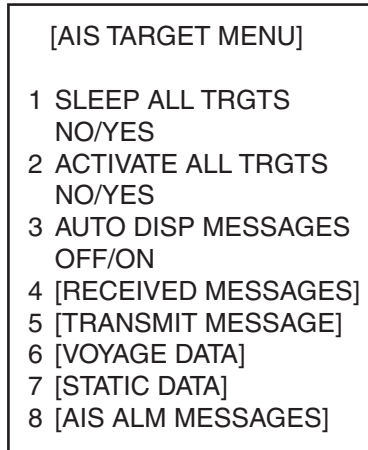 [AIS TARGET MENU]
1 SLEEP ALL TRGTS
NO/YES
2 ACTIVATE ALL TRGTS
NO/YES
3 AUTO DISP MESSAGES
OFF/ON
4 [RECEIVED MESSAGES]
5 [TRANSMIT MESSAGE]
6 [VOYAGE DATA]
7 [STATIC DATA]
8 [AIS ALM MESSAGES]